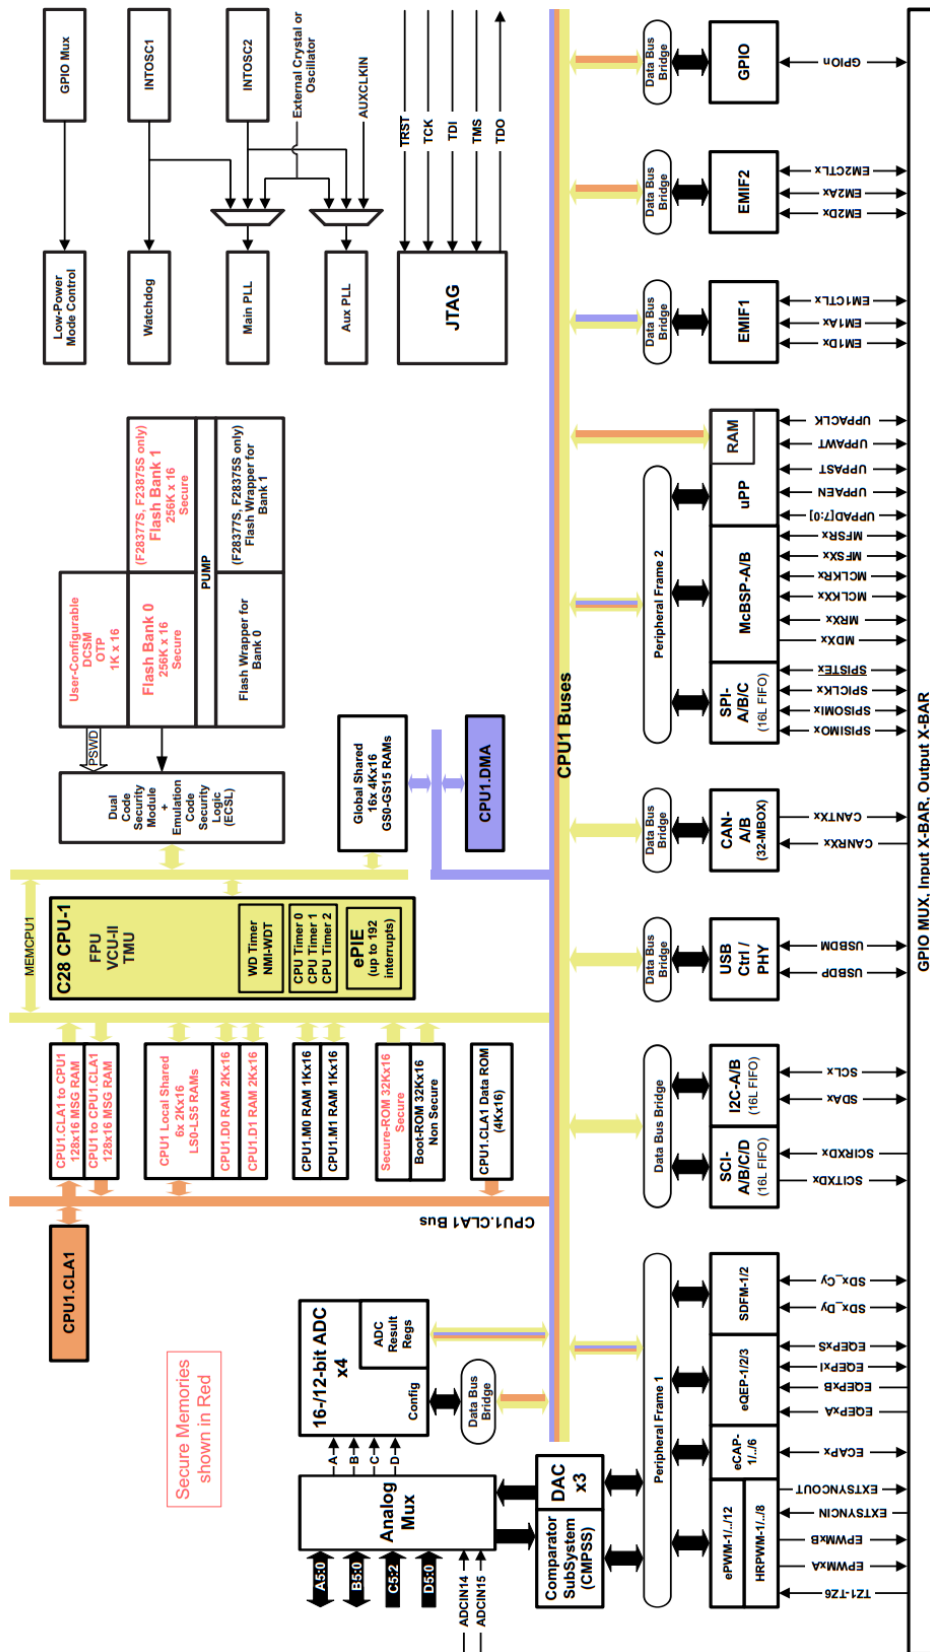 GPIO Mux
INTOSC1
INTOSC2
External Crystal or
Oscillator
AUXCLKIN
Low-Power
Mode Control
Watchdog
Main PLL
Aux PLL
TRST
TCK
TDI
TMS
TDO
JTAG
User-Configurable
DCSM
OTP
1K x 16
PSWD
Dual
Code
Security
Module
+
Emulation
Code
Security
Logic
(ECSL)
(F28377S, F23875S only)
Flash Bank 1
256K x 16
Secure
Flash Bank 0
256K x 16
Secure
PUMP
(F28377S, F28375S only)
Flash Wrapper for
Bank 1
Flash Wrapper for
Bank 0
MEMCPU1
C28 CPU-1
FPU
VCU-II
TMU
WD Timer
NMI-WDT
CPU Timer 0
CPU Timer 1
CPU Timer 2
ePIE
(up to 192
interrupts)
Global Shared
16x 4Kx16
GS0-GS15 RAMs
CPU1.DMA
CPU1.CLA1 to CPU1
128x16 MSG RAM
CPU1 to CPU1.CLA1
128x16 MSG RAM
CPU1 Local Shared
6x 2Kx16
LS0-LS5 RAMs
CPU1.D0 RAM 2Kx16
CPU1.D1 RAM 2Kx16
CPU1.M0 RAM 1Kx16
CPU1.M1 RAM 1Kx16
Secure-ROM 32Kx16
Secure
Boot-ROM 32Kx16
Non Secure
CPU1.CLA1 Data ROM
(4Kx16)
CPU1.CLA1
CPU1.CLA1 Bus
Secure Memories
shown in Red
A5:0
B5:0
C5:2
D5:0
ADCIN14
ADCIN15
Analog
Mux
A
B
C
D
16-/12-bit ADC
x4
ADC
Result
Regs
Config
Data Bus
Bridge
Comparator
SubSystem
(CMPSS)
DAC
x3
CPU1 Buses
Peripheral Frame 1
Data Bus Bridge
Data Bus
Bridge
Data Bus
Bridge
Peripheral Frame 2
Data Bus
Bridge
Data Bus
Bridge
Data Bus
Bridge
ePWM-1/../12
HRPWM-1/../8
eCAP-
1/../6
eQEP-1/2/3
SDFM-1/2
SCI-
A/B/C/D
(16L FIFO)
I2C-A/B
(16L FIFO)
USB
Ctrl /
PHY
CAN-
A/B
(32-MBOX)
SPI-
A/B/C
(16L FIFO)
McBSP-A/B
uPP
RAM
EMIF1
EMIF2
GPIO
TZ1-TZ6
EPWMxA
EPWMxB
EXTSYNCIN
EXTSYNCOUT
ECAPx
EQEPxA
EQEPxB
EQEPxI
EQEPxS
SDx_Dy
SDx_Cy
SCITXDx
SCIRXDx
SDAx
SCLx
USBDP
USBDM
CANRXx
CANTXx
SPISIMOx
SPISOMIx
SPICLKx
SPISTEx
MDXx
MRXx
MCLKXx
MCLKRx
MFSXx
MFSRx
UPPAD[7:0]
UPPAEN
UPPAST
UPPAWT
UPPACLK
EM1Dx
EM1Ax
EM1CTLx
EM2Dx
EM2Ax
EM2CTLx
GPIOn
GPIO MUX, Input X-BAR, Output X-BAR